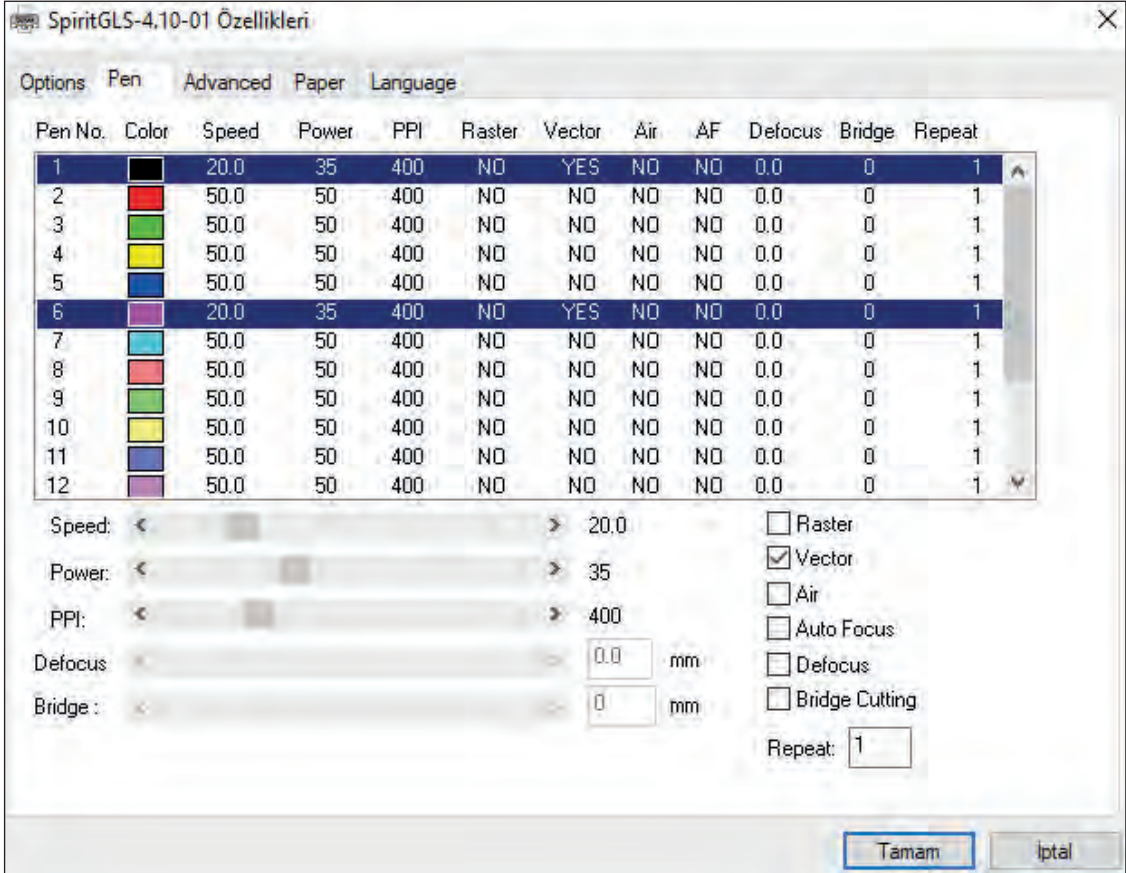 SpiritGLS-4.10-01 Özellikleri
Options Pen Advanced Paper Language
Pen No. Color Speed Power PPI Raster Vector Air AF Defocus Bridge Repeat
1 20.0 35 400 NO YES NO NO 0.0 0 1
2 50.0 50 400 NO NO NO NO 0.0 0 1
3 50.0 50 400 NO NO NO NO 0.0 0 1
4 50.0 50 400 NO NO NO NO 0.0 0 1
5 50.0 50 400 NO NO NO NO 0.0 0 1
6 20.0 35 400 NO YES NO NO 0.0 0 1
7 50.0 50 400 NO NO NO NO 0.0 0 1
8 50.0 50 400 NO NO NO NO 0.0 0 1
9 50.0 50 400 NO NO NO NO 0.0 0 1
10 50.0 50 400 NO NO NO NO 0.0 0 1
11 50.0 50 400 NO NO NO NO 0.0 0 1
12 50.0 50 400 NO NO NO NO 0.0 0 1
Speed: 20.0 Raster
Vector
Power: 35
Air
PPI: 400
Auto Focus
Defocus 0.0 mm Defocus
Bridge : 0 mm Bridge Cutting
Repeat: 1
Tamam İptal